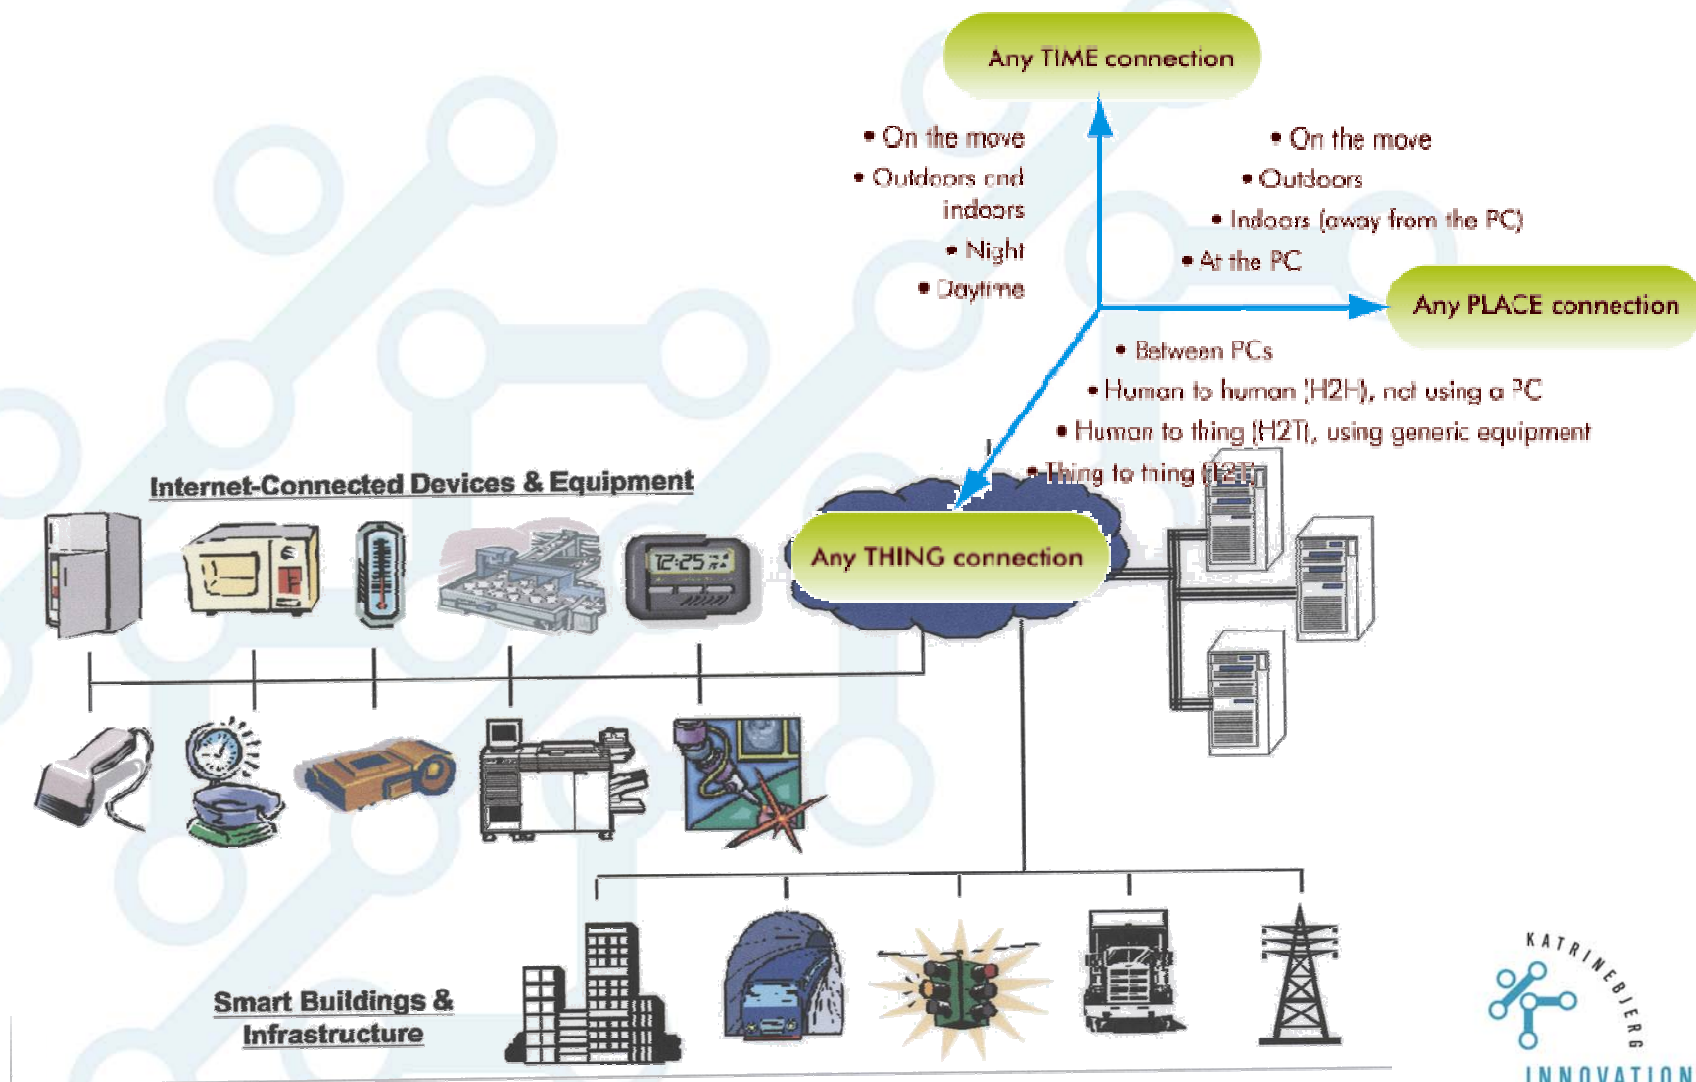 Any TIME connection
• On the move
• Outdoors and
indoors
• Night
• Daytime
• On the move
• Outdoors
• Indoors (away from the PC)
• At the PC
Any PLACE connection
• Between PCs
• Human to human (H2H), not using a PC
• Human to thing (H2T), using generic equipment
• Thing to thing (T2T)
Internet-Connected Devices & Equipment
12:25
Any THING connection
Smart Buildings &
Infrastructure
KATRINEBJERG
INNOVATION